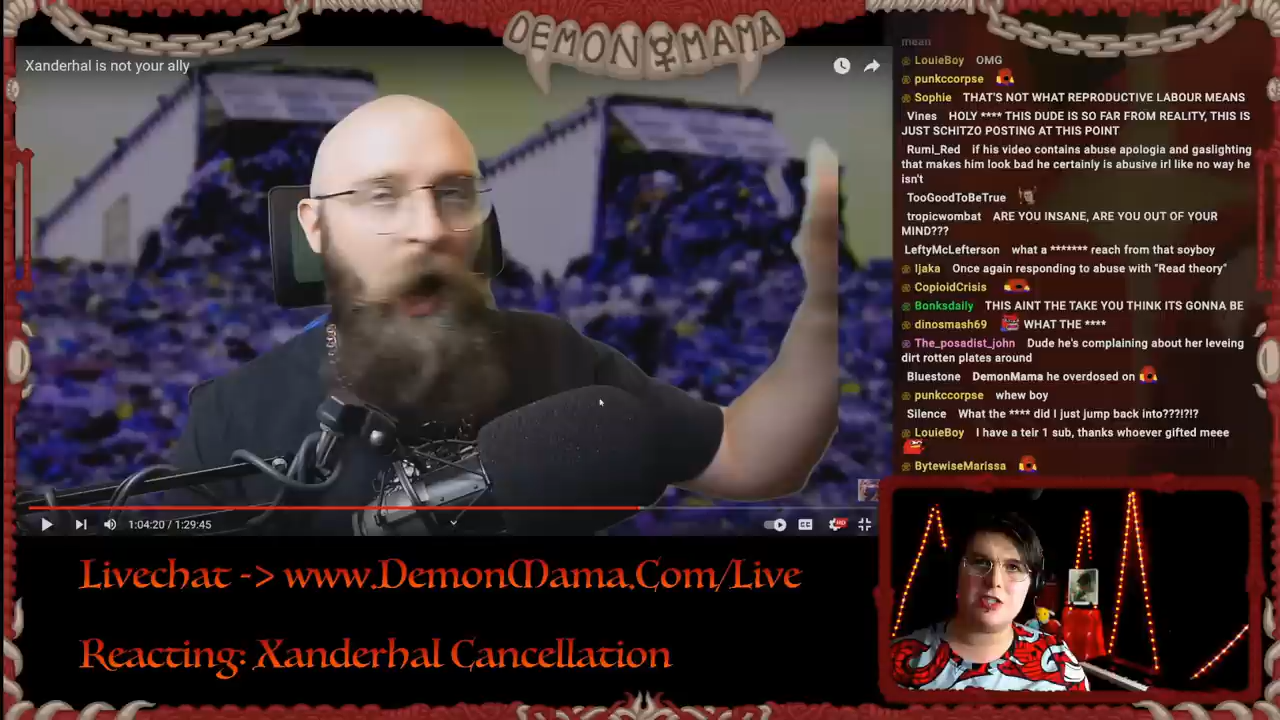 DEMON MAMA
Xanderhal is not your ally
1:04:20 / 1:29:45
CC
HD
mean
LouieBoy OMG
punkccorpse
Sophie THAT'S NOT WHAT REPRODUCTIVE LABOUR MEANS
Vines HOLY **** THIS DUDE IS SO FAR FROM REALITY, THIS IS
JUST SCHITZO POSTING AT THIS POINT
Rumi_Red if his video contains abuse apologia and gaslighting
that makes him look bad he certainly is abusive irl like no way he
isn't
TooGoodToBeTrue
tropicwombat ARE YOU INSANE, ARE YOU OUT OF YOUR
MIND???
LeftyMcLefterson what a ******* reach from that soyboy
Ijaka Once again responding to abuse with "Read theory"
CopioidCrisis
Bonksdaily THIS AINT THE TAKE YOU THINK ITS GONNA BE
dinosmash69 WHAT THE ****
The_posadist_john Dude he's complaining about her leveing
dirt rotten plates around
Bluestone DemonMama he overdosed on
punkccorpse whew boy
Silence What the **** did I just jump back into???!?!?
LouieBoy I have a teir 1 sub, thanks whoever gifted meee
BytewiseMarissa
Livechat -> www.DemonMama.Com/Live
Reacting: Xanderhal Cancellation